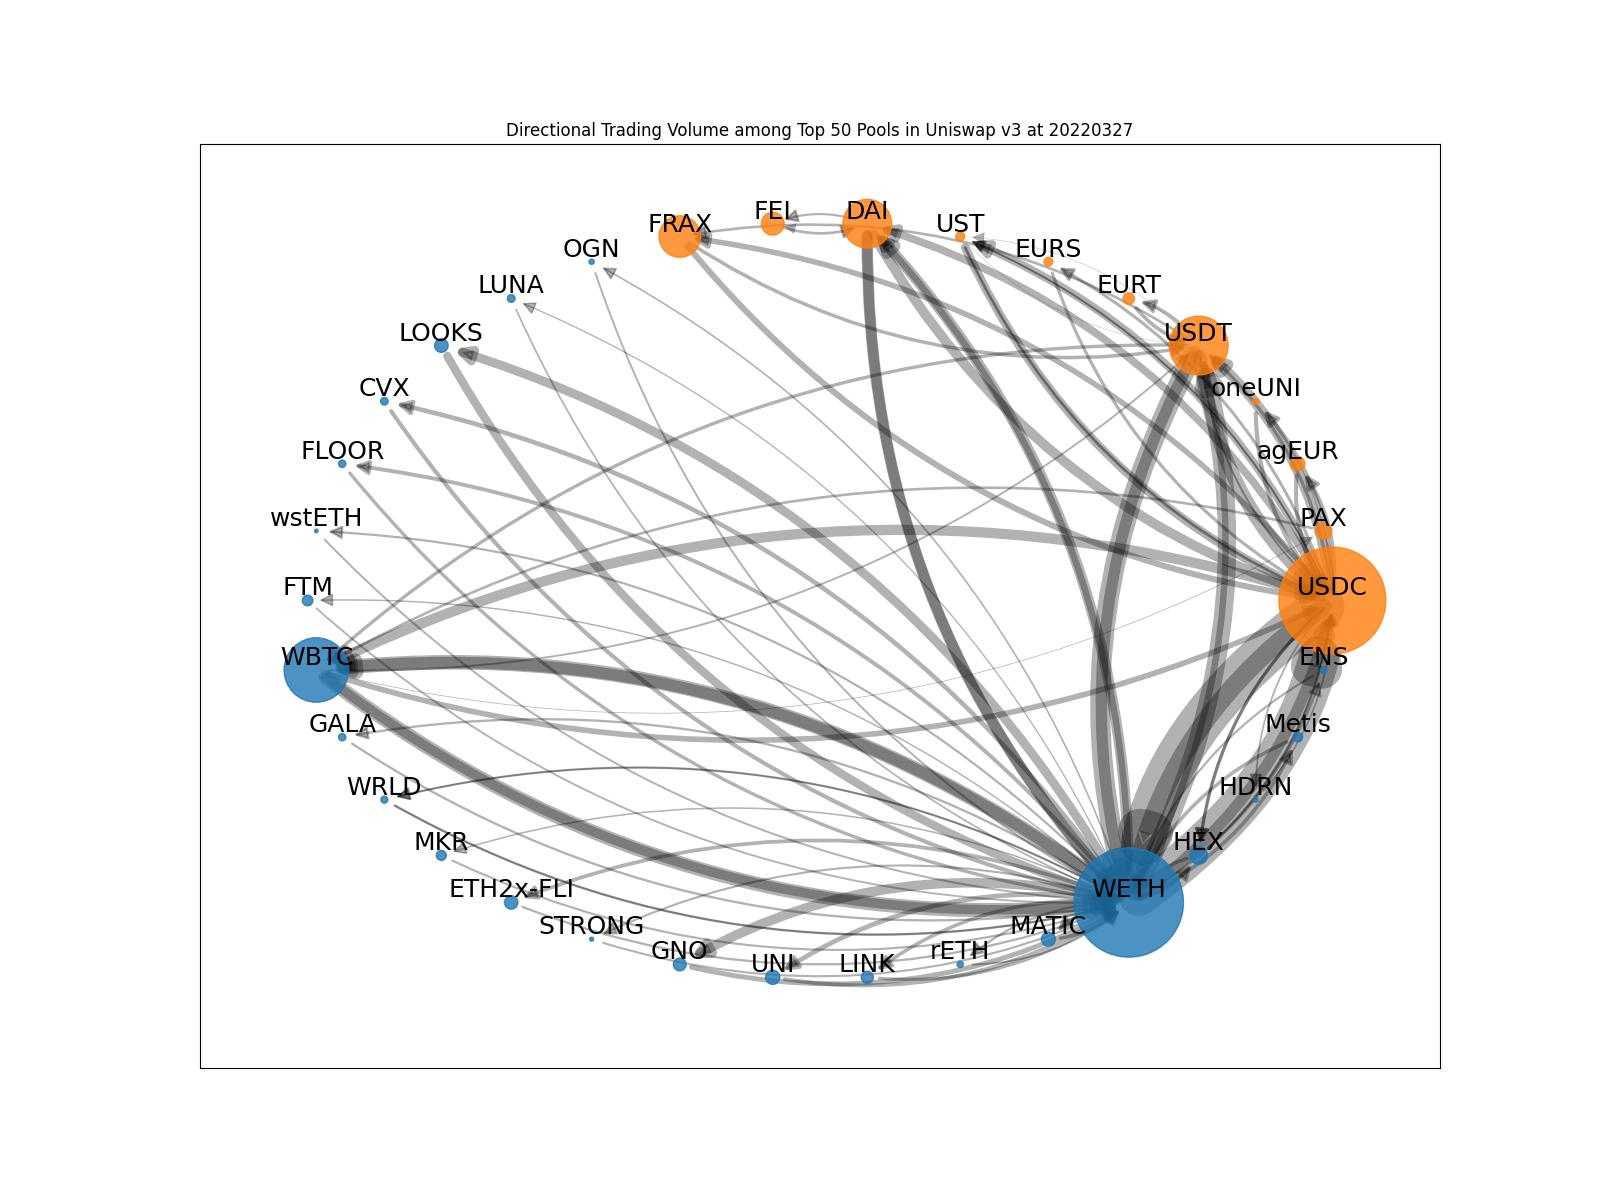 Directional Trading Volume among Top 50 Pools in Uniswap v3 at 20220327
FRAX
FEI
DAI
UST
OGN
EURS
LUNA
EURT
LOOKS
USDT
CVX
oneUNI
FLOOR
agEUR
wstETH
PAX
FTM
USDC
WBTC
ENS
GALA
Metis
WRLD
HDRN
MKR
HEX
ETH2x-FLI
WETH
STRONG
MATIC
GNO
UNI
LINK
rETH